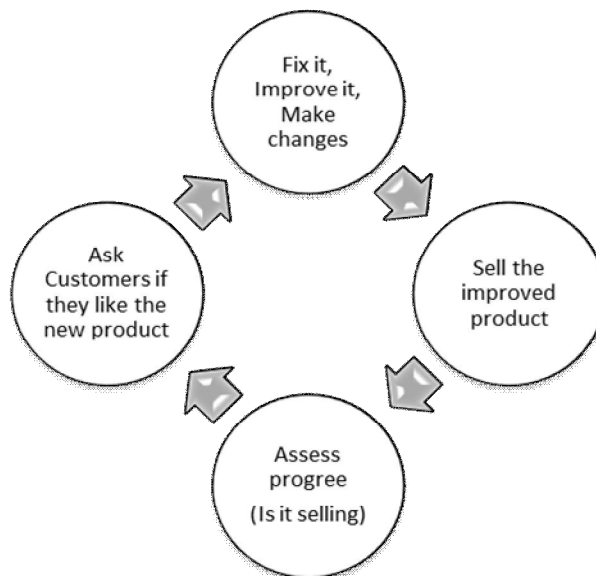 Fix it,
Improve it,
Make
changes
Sell the
improved
product
Assess
progree
(Is it selling)
Ask
Customers if
they like the
new product